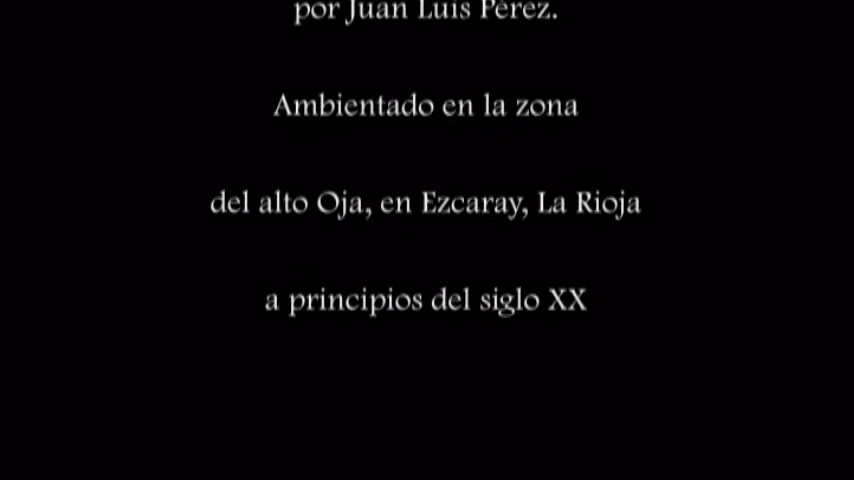 por Juan Luis Pérez.
Ambientado en la zona
del alto Oja, en Ezcaray, La Rioja
a principios del siglo XX